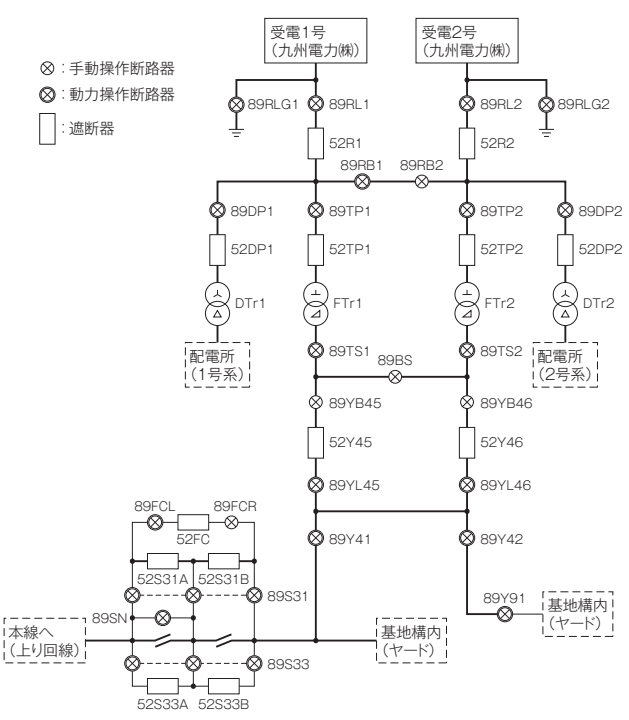 受電1号
(九州電力㈱)
受電2号
(九州電力㈱)
:手動操作断路器
:動力操作断路器
:遮断器
89RLG1
89RL1
89RL2
89RLG2
52R1
52R2
89RB1
89RB2
89DP1
89TP1
89TP2
89DP2
52DP1
52TP1
52TP2
52DP2
DTr1
FTr1
FTr2
DTr2
配電所
(1号系)
89TS1
89BS
89TS2
配電所
(2号系)
89YB45
89YB46
52Y45
52Y46
89YL45
89YL46
89FCL
89FCR
52FC
89Y41
89Y42
52S31A
52S31B
89S31
89Y91
基地構内
(ヤード)
89SN
本線へ
(上り回線)
基地構内
(ヤード)
89S33
52S33A
52S33B